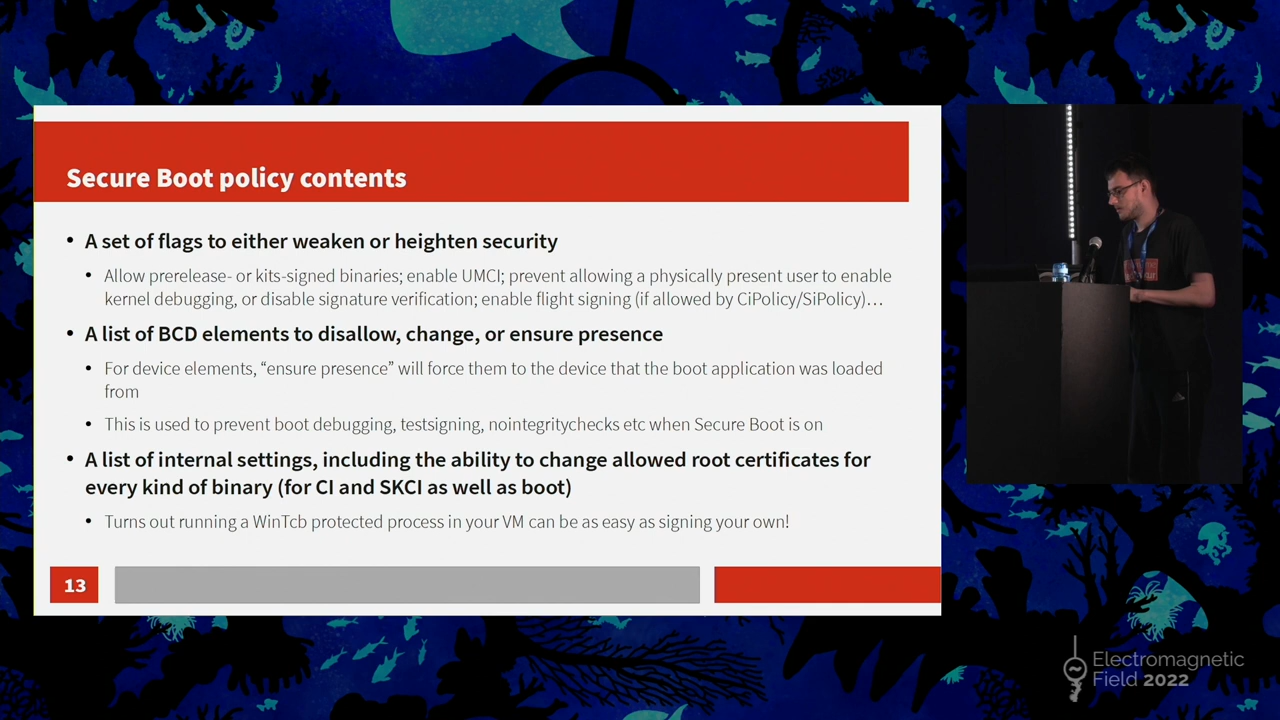 Secure Boot policy contents
• A set of flags to either weaken or heighten security
• Allow prerelease- or kits-signed binaries; enable UMCI; prevent allowing a physically present user to enable
kernel debugging, or disable signature verification; enable flight signing (if allowed by CiPolicy/SiPolicy)…
• A list of BCD elements to disallow, change, or ensure presence
• For device elements, “ensure presence” will force them to the device that the boot application was loaded
from
• This is used to prevent boot debugging, testsigning, nointegritychecks etc when Secure Boot is on
• A list of internal settings, including the ability to change allowed root certificates for
every kind of binary (for CI and SKCI as well as boot)
• Turns out running a WinTcb protected process in your VM can be as easy as signing your own!
13
Electromagnetic
Field 2022